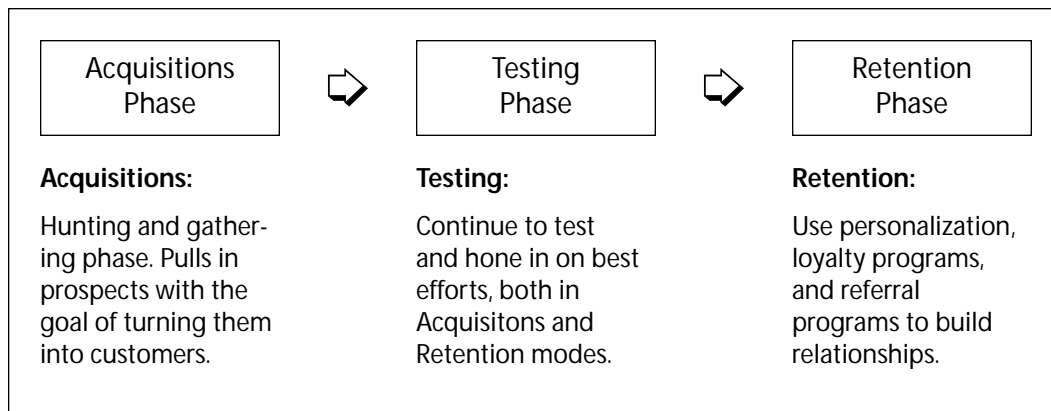 Acquisitions
Phase
Testing
Phase
Retention
Phase
Acquisitions:
Hunting and gather-
ing phase. Pulls in
prospects with the
goal of turning them
into customers.
Testing:
Continue to test
and hone in on best
efforts, both in
Acquisitons and
Retention modes.
Retention:
Use personalization,
loyalty programs,
and referral
programs to build
relationships.